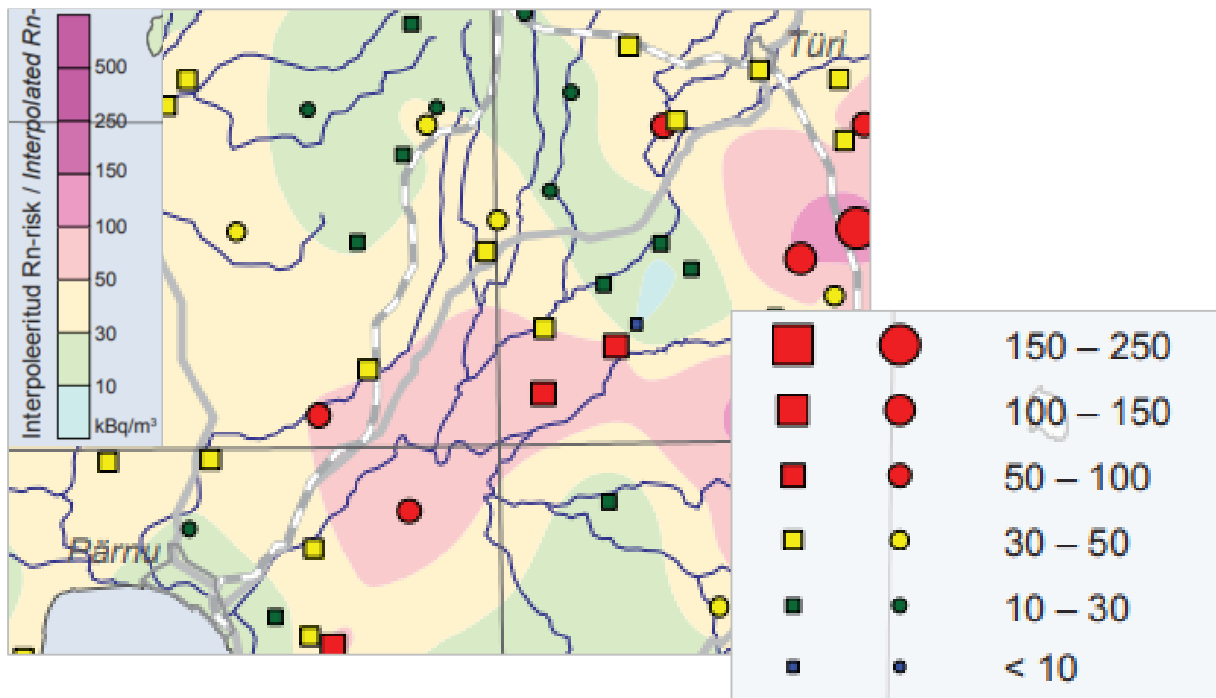 Interpoleeritud Rn-risk / Interpolated Rn-
500
250
150
100
50
30
10
kBq/m³
Türi
Pärnu
150 – 250
100 – 150
50 – 100
30 – 50
10 – 30
< 10